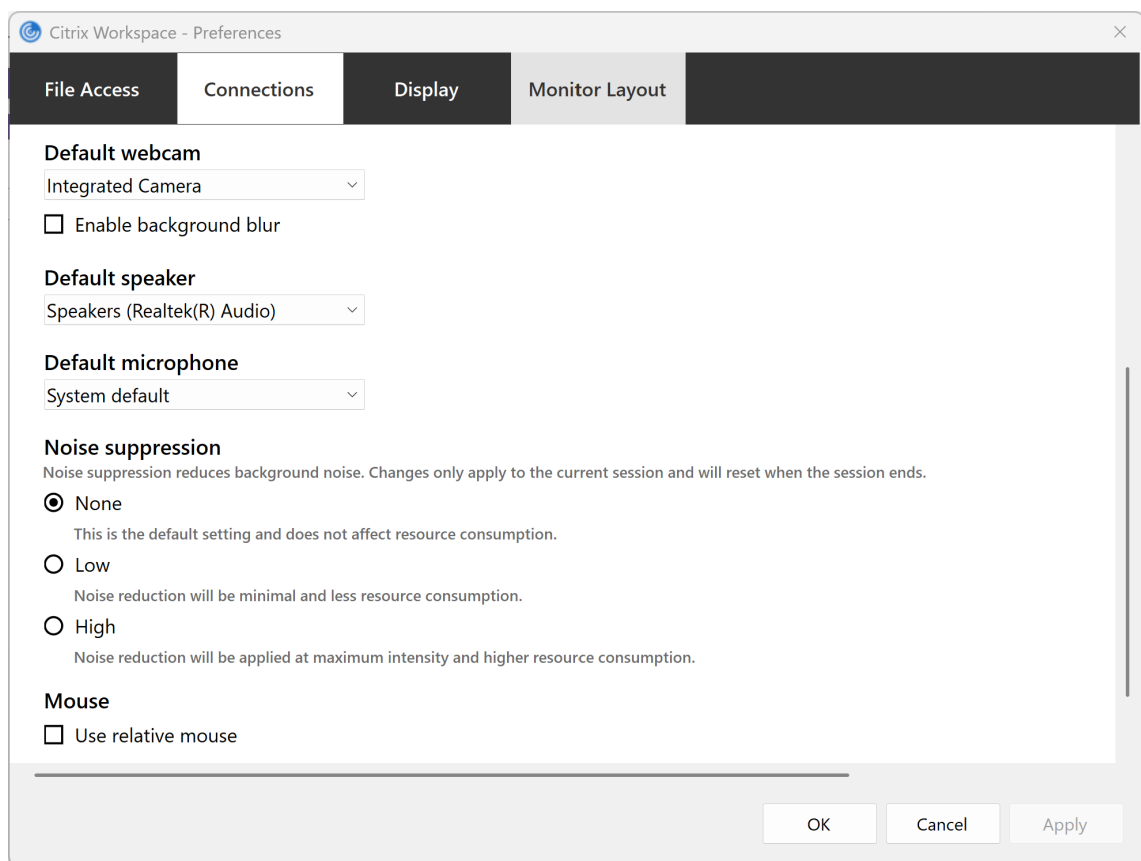 Citrix Workspace - Preferences
File Access
Connections
Display
Monitor Layout
Default webcam
Integrated Camera
Enable background blur
Default speaker
Speakers (Realtek(R) Audio)
Default microphone
System default
Noise suppression
Noise suppression reduces background noise. Changes only apply to the current session and will reset when the session ends.
None
This is the default setting and does not affect resource consumption.
Low
Noise reduction will be minimal and less resource consumption.
High
Noise reduction will be applied at maximum intensity and higher resource consumption.
Mouse
Use relative mouse
OK
Cancel
Apply